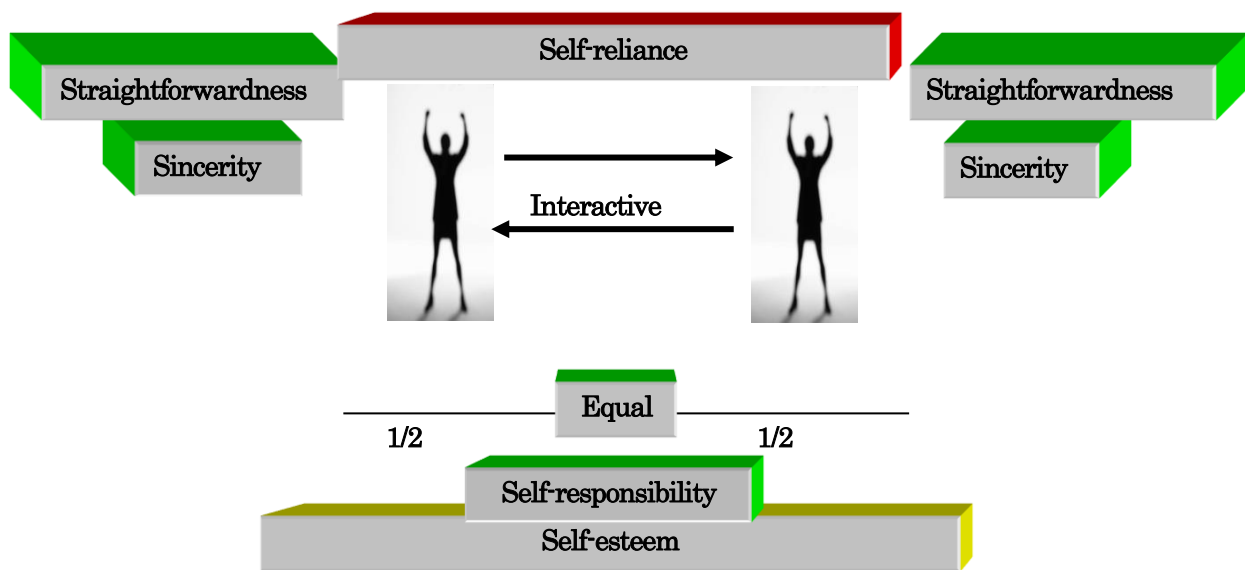 Self-reliance
Straightforwardness
Straightforwardness
Sincerity
Sincerity
Interactive
Equal
1/2
1/2
Self-responsibility
Self-esteem